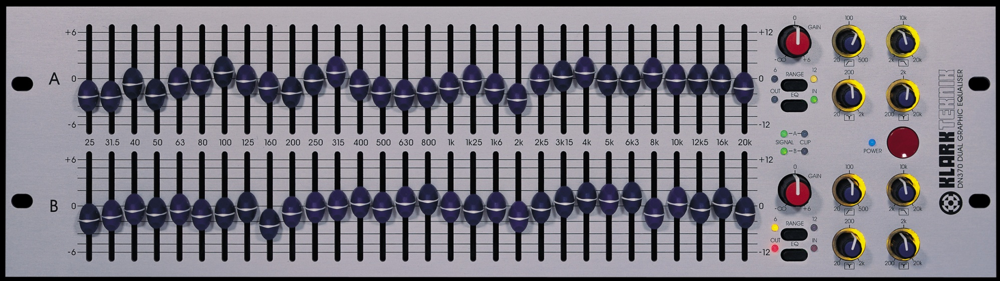 +6 +12
A 0 0
-6 -12
25 31.5 40 50 63 80 100 125 160 200 250 315 400 500 630 800 1k 1k25 1k6 2k 2k5 3k15 4k 5k 6k3 8k 10k 12k5 16k 20k
+6 +12
B 0 0
-6 -12
0 GAIN
-∞ +6
6 RANGE 12
OUT EQ IN
A
SIGNAL CLIP
B
0 GAIN
-∞ +6
6 RANGE 12
OUT EQ IN
100
20 500
10k
2k 20k
200
20 2k
2k
200 20k
POWER
100
20 500
10k
2k 20k
200
20 2k
2k
200 20k
KLARK TEKNIK
DN370 DUAL GRAPHIC EQUALISER